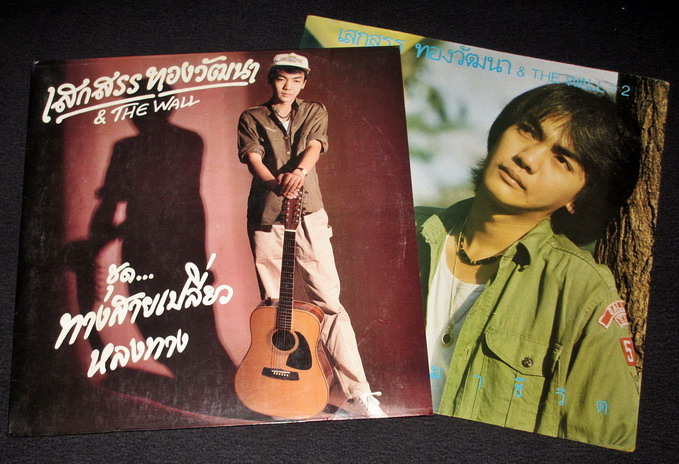 เสกสรร ทองวัฒนา
& THE WALL
ชุด...
ทางสายเปลี่ยว
หลงทาง
เสกสรร ทองวัฒนา & THE WALL 2
5